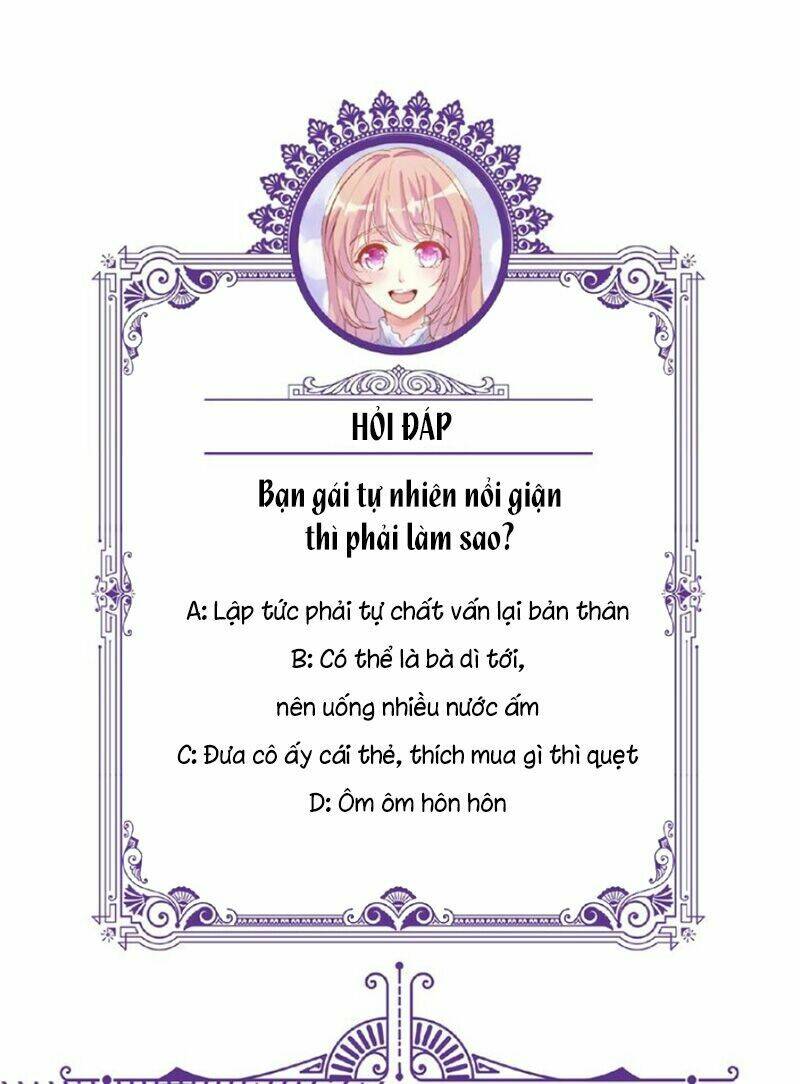 HỎI ĐÁP
Bạn gái tự nhiên nổi giận
thì phải làm sao?
A: Lập tức phải tự chất vấn lại bản thân
B: Có thể là bà dì tới,
nên uống nhiều nước ấm
C: Đưa cô ấy cái thẻ, thích mua gì thì quẹt
D: Ôm ôm hôn hôn